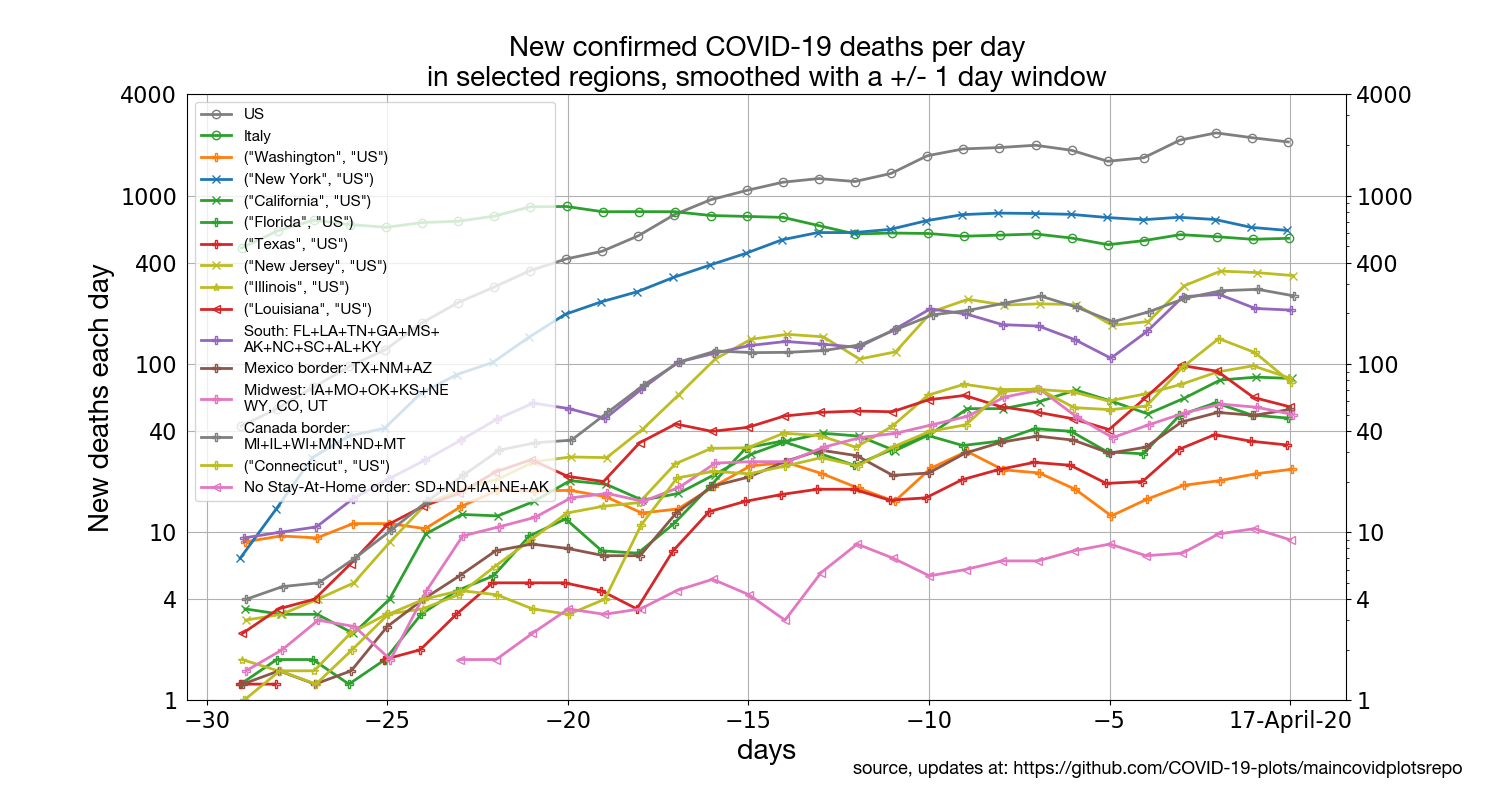 New confirmed COVID-19 deaths per day
in selected regions, smoothed with a +/- 1 day window
4000
1000
400
100
40
10
4
1
New deaths each day
US
Italy
("Washington", "US")
("New York", "US")
("California", "US")
("Florida", "US")
("Texas", "US")
("New Jersey", "US")
("Illinois", "US")
("Louisiana", "US")
South: FL+LA+TN+GA+MS+
AK+NC+SC+AL+KY
Mexico border: TX+NM+AZ
Midwest: IA+MO+OK+KS+NE
WY, CO, UT
Canada border:
MI+IL+WI+MN+ND+MT
("Connecticut", "US")
No Stay-At-Home order: SD+ND+IA+NE+AK
4000
1000
400
100
40
10
4
1
−30
−25
−20
−15
−10
−5
17-April-20
days
source, updates at: https://github.com/COVID-19-plots/maincovidplotsrepo